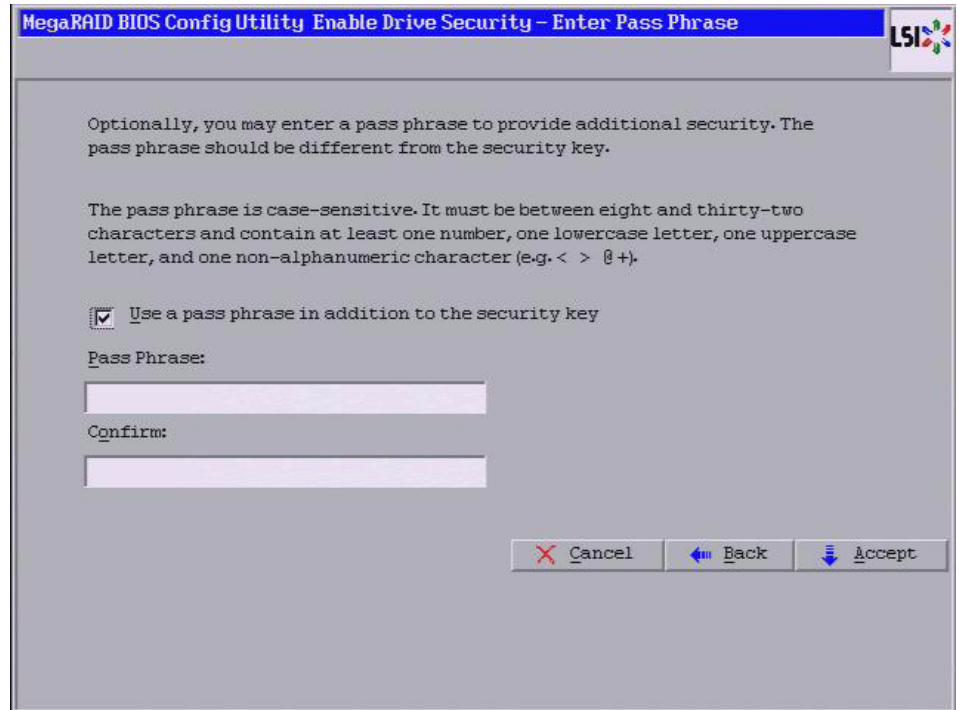 MegaRAID BIOS Config Utility Enable Drive Security – Enter Pass Phrase
LSI
Optionally, you may enter a pass phrase to provide additional security. The
pass phrase should be different from the security key.
The pass phrase is case-sensitive. It must be between eight and thirty-two
characters and contain at least one number, one lowercase letter, one uppercase
letter, and one non-alphanumeric character (e.g. < > @ +).
Use a pass phrase in addition to the security key
Pass Phrase:
Confirm:
Cancel Back Accept